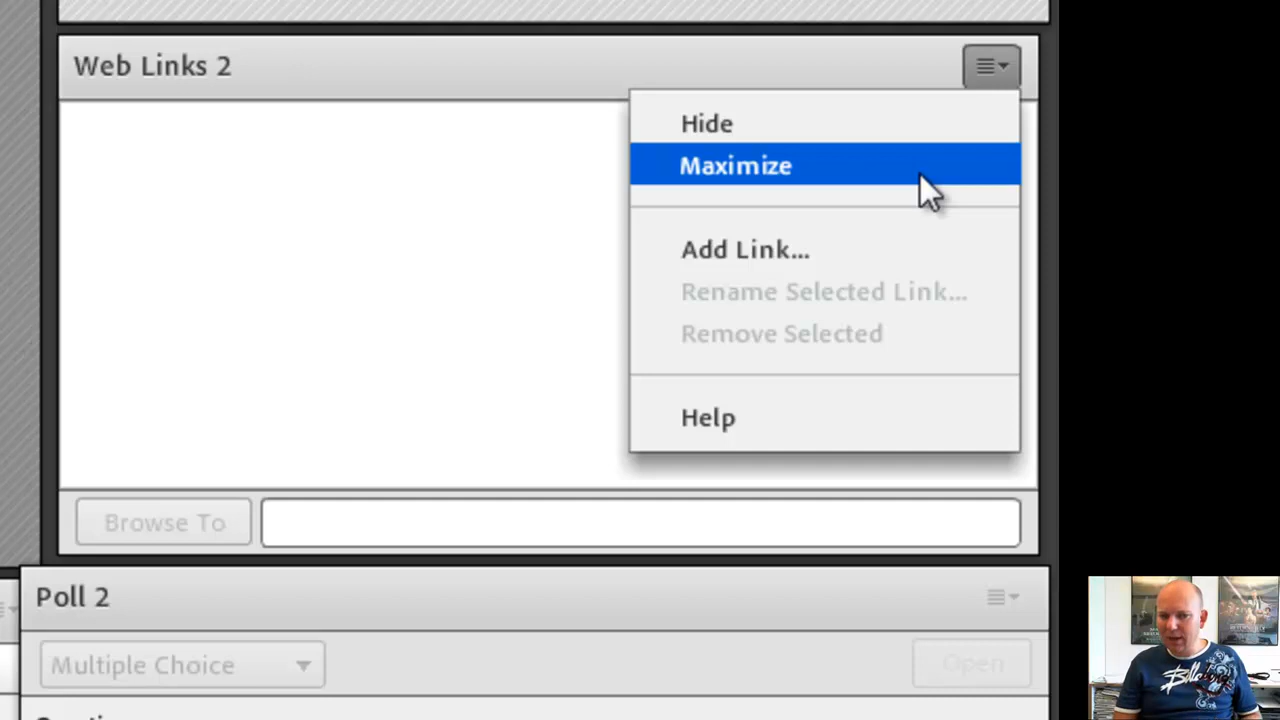 Web Links 2
Hide
Maximize
Add Link...
Rename Selected Link...
Remove Selected
Help
Browse To
Poll 2
Multiple Choice
Open